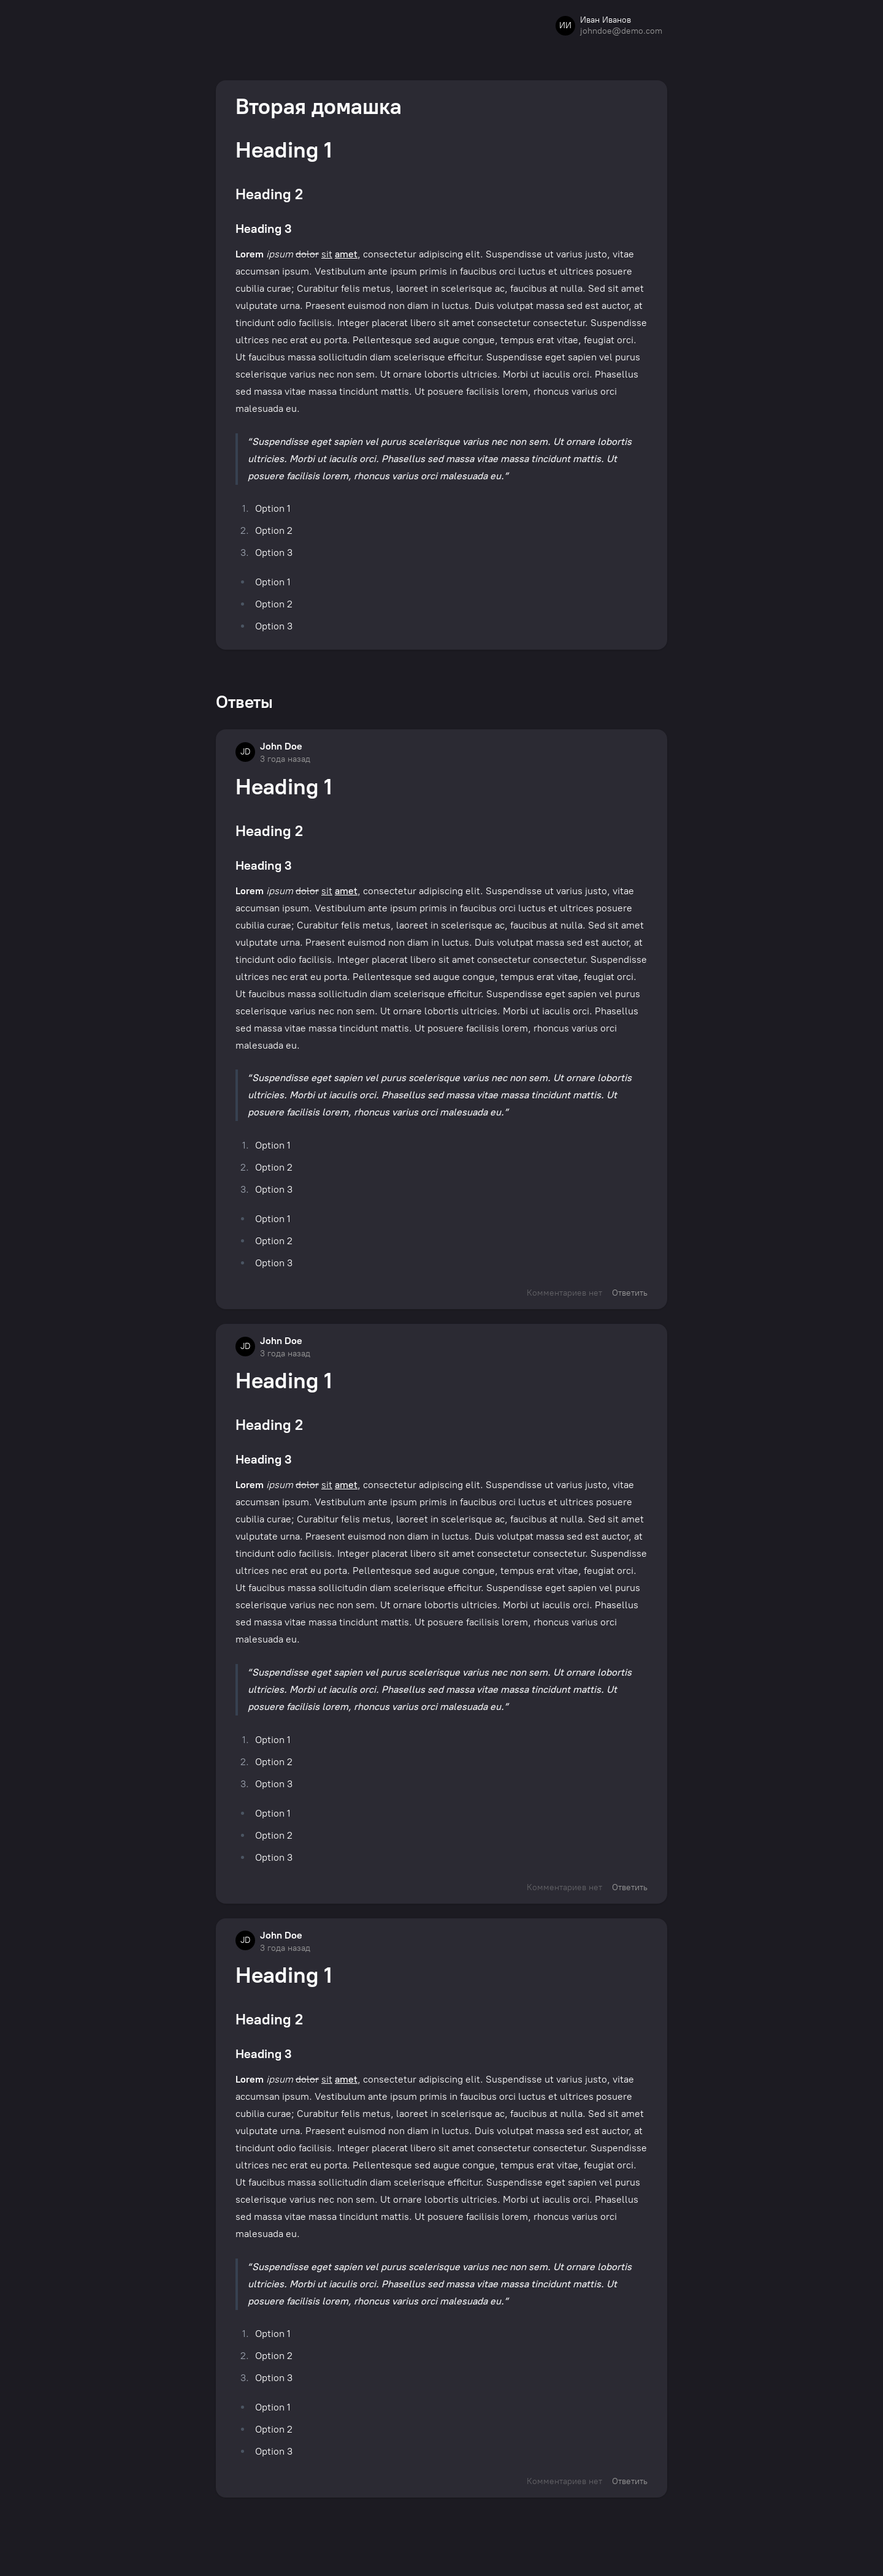 ИИ
Иван Иванов
johndoe@demo.com
Вторая домашка
Heading 1
Heading 2
Heading 3
Lorem ipsum dolor sit amet, consectetur adipiscing elit. Suspendisse ut varius justo, vitae
accumsan ipsum. Vestibulum ante ipsum primis in faucibus orci luctus et ultrices posuere
cubilia curae; Curabitur felis metus, laoreet in scelerisque ac, faucibus at nulla. Sed sit amet
vulputate urna. Praesent euismod non diam in luctus. Duis volutpat massa sed est auctor, at
tincidunt odio facilisis. Integer placerat libero sit amet consectetur consectetur. Suspendisse
ultrices nec erat eu porta. Pellentesque sed augue congue, tempus erat vitae, feugiat orci.
Ut faucibus massa sollicitudin diam scelerisque efficitur. Suspendisse eget sapien vel purus
scelerisque varius nec non sem. Ut ornare lobortis ultricies. Morbi ut iaculis orci. Phasellus
sed massa vitae massa tincidunt mattis. Ut posuere facilisis lorem, rhoncus varius orci
malesuada eu.
“Suspendisse eget sapien vel purus scelerisque varius nec non sem. Ut ornare lobortis
ultricies. Morbi ut iaculis orci. Phasellus sed massa vitae massa tincidunt mattis. Ut
posuere facilisis lorem, rhoncus varius orci malesuada eu.”
1. Option 1
2. Option 2
3. Option 3
• Option 1
• Option 2
• Option 3
Ответы
JD
John Doe
3 года назад
Heading 1
Heading 2
Heading 3
Lorem ipsum dolor sit amet, consectetur adipiscing elit. Suspendisse ut varius justo, vitae
accumsan ipsum. Vestibulum ante ipsum primis in faucibus orci luctus et ultrices posuere
cubilia curae; Curabitur felis metus, laoreet in scelerisque ac, faucibus at nulla. Sed sit amet
vulputate urna. Praesent euismod non diam in luctus. Duis volutpat massa sed est auctor, at
tincidunt odio facilisis. Integer placerat libero sit amet consectetur consectetur. Suspendisse
ultrices nec erat eu porta. Pellentesque sed augue congue, tempus erat vitae, feugiat orci.
Ut faucibus massa sollicitudin diam scelerisque efficitur. Suspendisse eget sapien vel purus
scelerisque varius nec non sem. Ut ornare lobortis ultricies. Morbi ut iaculis orci. Phasellus
sed massa vitae massa tincidunt mattis. Ut posuere facilisis lorem, rhoncus varius orci
malesuada eu.
“Suspendisse eget sapien vel purus scelerisque varius nec non sem. Ut ornare lobortis
ultricies. Morbi ut iaculis orci. Phasellus sed massa vitae massa tincidunt mattis. Ut
posuere facilisis lorem, rhoncus varius orci malesuada eu.”
1. Option 1
2. Option 2
3. Option 3
• Option 1
• Option 2
• Option 3
Комментариев нет Ответить
JD
John Doe
3 года назад
Heading 1
Heading 2
Heading 3
Lorem ipsum dolor sit amet, consectetur adipiscing elit. Suspendisse ut varius justo, vitae
accumsan ipsum. Vestibulum ante ipsum primis in faucibus orci luctus et ultrices posuere
cubilia curae; Curabitur felis metus, laoreet in scelerisque ac, faucibus at nulla. Sed sit amet
vulputate urna. Praesent euismod non diam in luctus. Duis volutpat massa sed est auctor, at
tincidunt odio facilisis. Integer placerat libero sit amet consectetur consectetur. Suspendisse
ultrices nec erat eu porta. Pellentesque sed augue congue, tempus erat vitae, feugiat orci.
Ut faucibus massa sollicitudin diam scelerisque efficitur. Suspendisse eget sapien vel purus
scelerisque varius nec non sem. Ut ornare lobortis ultricies. Morbi ut iaculis orci. Phasellus
sed massa vitae massa tincidunt mattis. Ut posuere facilisis lorem, rhoncus varius orci
malesuada eu.
“Suspendisse eget sapien vel purus scelerisque varius nec non sem. Ut ornare lobortis
ultricies. Morbi ut iaculis orci. Phasellus sed massa vitae massa tincidunt mattis. Ut
posuere facilisis lorem, rhoncus varius orci malesuada eu.”
1. Option 1
2. Option 2
3. Option 3
• Option 1
• Option 2
• Option 3
Комментариев нет Ответить
JD
John Doe
3 года назад
Heading 1
Heading 2
Heading 3
Lorem ipsum dolor sit amet, consectetur adipiscing elit. Suspendisse ut varius justo, vitae
accumsan ipsum. Vestibulum ante ipsum primis in faucibus orci luctus et ultrices posuere
cubilia curae; Curabitur felis metus, laoreet in scelerisque ac, faucibus at nulla. Sed sit amet
vulputate urna. Praesent euismod non diam in luctus. Duis volutpat massa sed est auctor, at
tincidunt odio facilisis. Integer placerat libero sit amet consectetur consectetur. Suspendisse
ultrices nec erat eu porta. Pellentesque sed augue congue, tempus erat vitae, feugiat orci.
Ut faucibus massa sollicitudin diam scelerisque efficitur. Suspendisse eget sapien vel purus
scelerisque varius nec non sem. Ut ornare lobortis ultricies. Morbi ut iaculis orci. Phasellus
sed massa vitae massa tincidunt mattis. Ut posuere facilisis lorem, rhoncus varius orci
malesuada eu.
“Suspendisse eget sapien vel purus scelerisque varius nec non sem. Ut ornare lobortis
ultricies. Morbi ut iaculis orci. Phasellus sed massa vitae massa tincidunt mattis. Ut
posuere facilisis lorem, rhoncus varius orci malesuada eu.”
1. Option 1
2. Option 2
3. Option 3
• Option 1
• Option 2
• Option 3
Комментариев нет Ответить